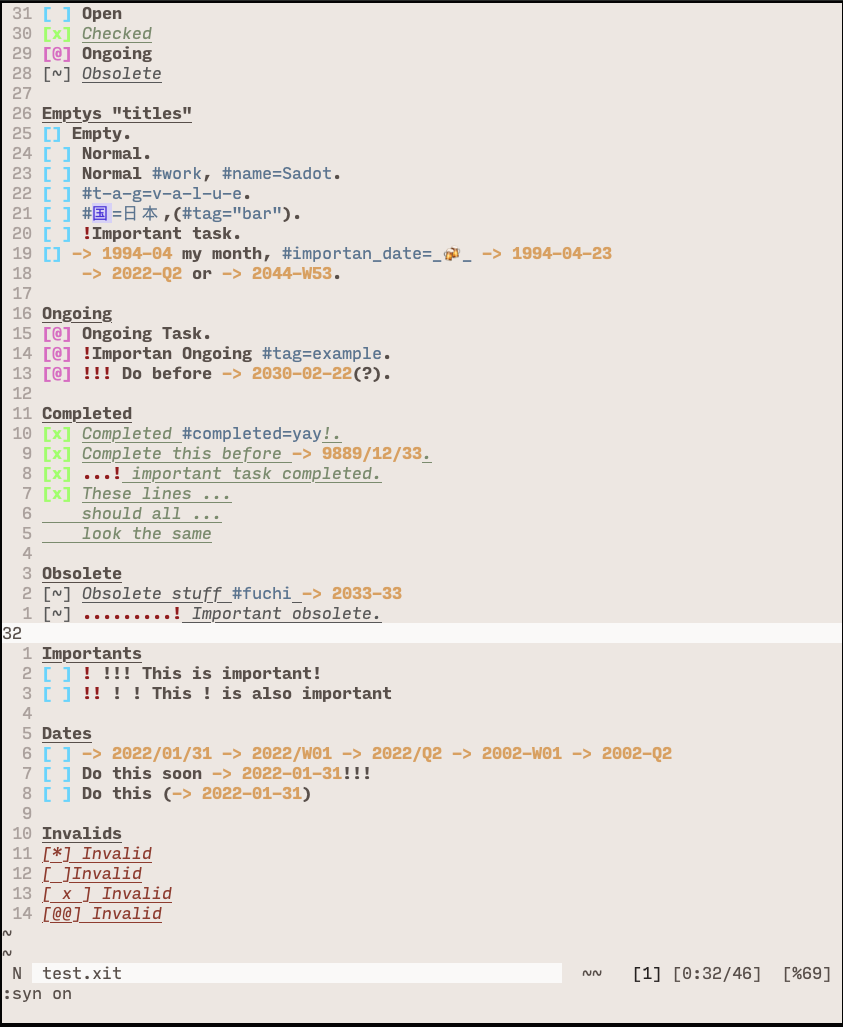 31 [ ] Open
30 [x] Checked
29 [@] Ongoing
28 [~] Obsolete
27
26 Emptys "titles"
25 [] Empty.
24 [ ] Normal.
23 [ ] Normal #work, #name=Sadot.
22 [ ] #t-a-g=v-a-l-u-e.
21 [ ] #国=日本,(#tag="bar").
20 [ ] !Important task.
19 [] -> 1994-04 my month, #importan_date=_🍻_ -> 1994-04-23
18     -> 2022-Q2 or -> 2044-W53.
17
16 Ongoing
15 [@] Ongoing Task.
14 [@] !Importan Ongoing #tag=example.
13 [@] !!! Do before -> 2030-02-22(?).
12
11 Completed
10 [x] Completed #completed=yay!.
9 [x] Complete this before -> 9889/12/33.
8 [x] ...! important task completed.
7 [x] These lines ...
6     should all ...
5     look the same
4
3 Obsolete
2 [~] Obsolete stuff #fuchi -> 2033-33
1 [~] .........! Important obsolete.
32
1 Importants
2 [ ] ! !!! This is important!
3 [ ] !! ! ! This ! is also important
4
5 Dates
6 [ ] -> 2022/01/31 -> 2022/W01 -> 2022/Q2 -> 2002-W01 -> 2002-Q2
7 [ ] Do this soon -> 2022-01-31!!!
8 [ ] Do this (-> 2022-01-31)
9
10 Invalids
11 [*] Invalid
12 [ ]Invalid
13 [ x ] Invalid
14 [@@] Invalid
~
~
N test.xit ~~ [1] [0:32/46] [%69]
:syn on